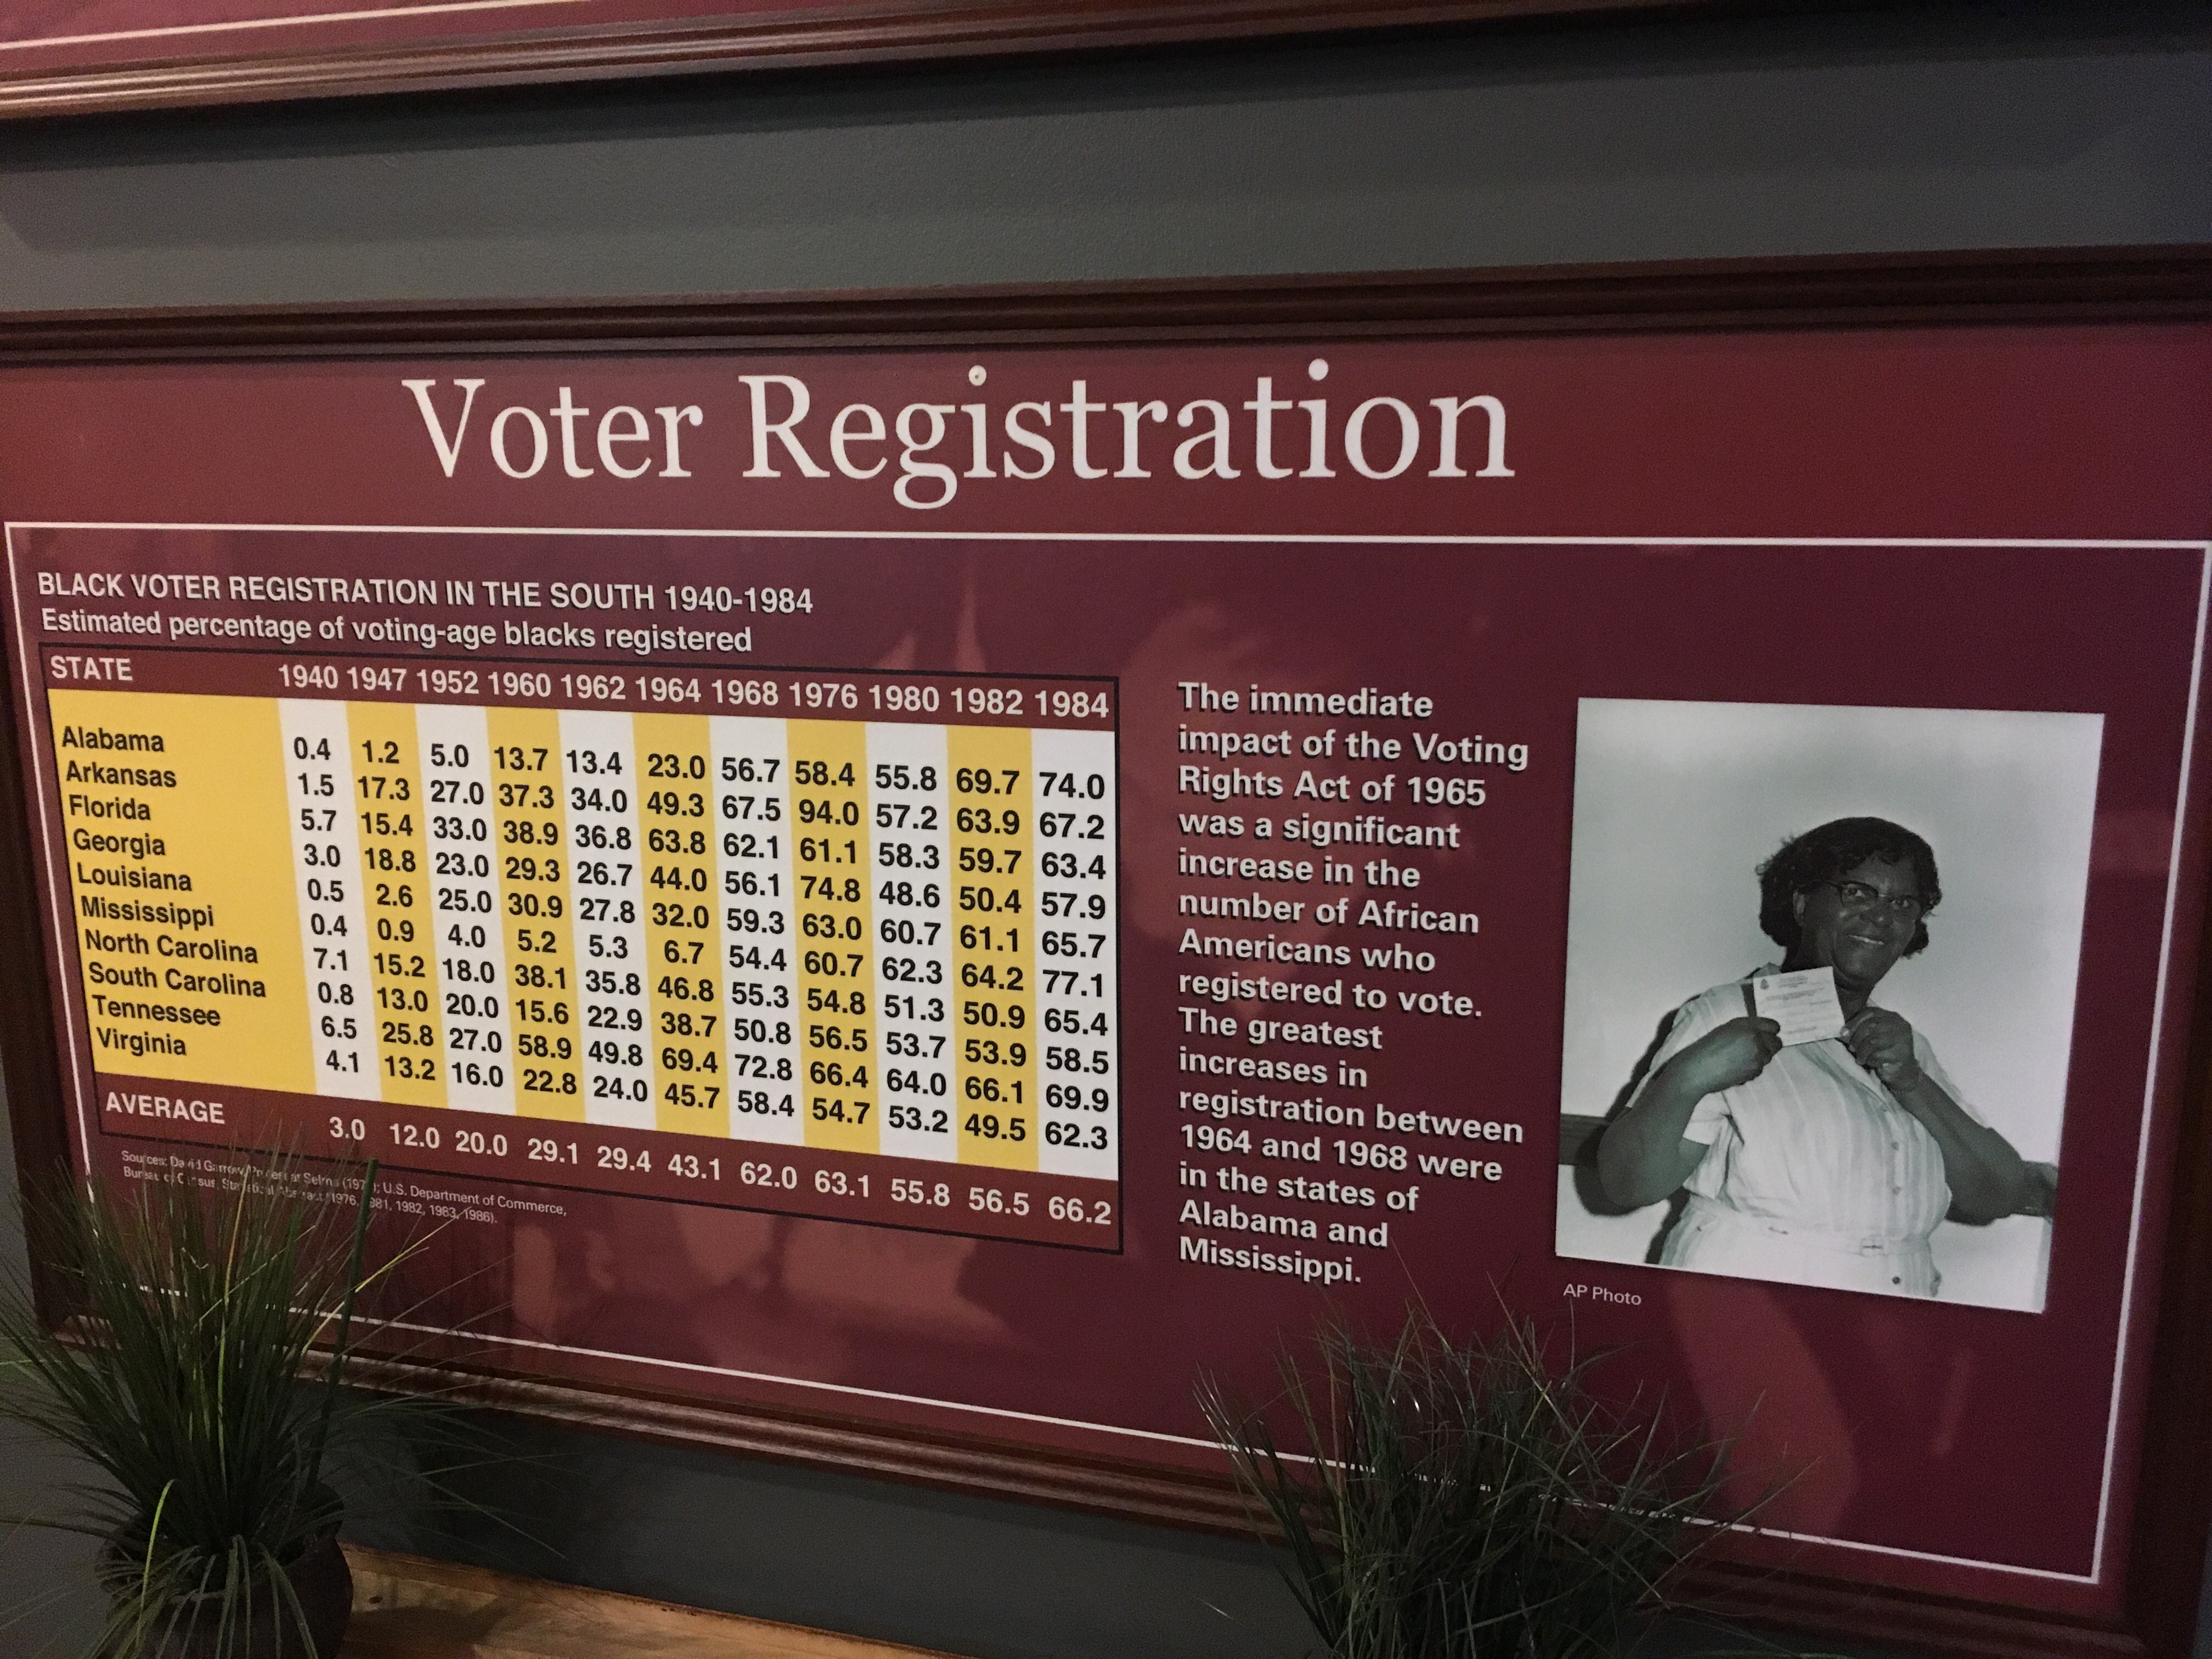 Voter Registration
BLACK VOTER REGISTRATION IN THE SOUTH 1940-1984
Estimated percentage of voting-age blacks registered
STATE 1940 1947 1952 1960 1962 1964 1968 1976 1980 1982 1984
Alabama 0.4 1.2 5.0 13.7 13.4 23.0 56.7 58.4 55.8 69.7 74.0
Arkansas 1.5 17.3 27.0 37.3 34.0 49.3 67.5 94.0 57.2 63.9 67.2
Florida 5.7 15.4 33.0 38.9 36.8 63.8 62.1 61.1 58.3 59.7 63.4
Georgia 3.0 18.8 23.0 29.3 26.7 44.0 56.1 74.8 48.6 50.4 57.9
Louisiana 0.5 2.6 25.0 30.9 27.8 32.0 59.3 63.0 60.7 61.1 65.7
Mississippi 0.4 0.9 4.0 5.2 5.3 6.7 54.4 60.7 62.3 64.2 77.1
North Carolina 7.1 15.2 18.0 38.1 35.8 46.8 55.3 54.8 51.3 50.9 65.4
South Carolina 0.8 13.0 20.0 15.6 22.9 38.7 50.8 56.5 53.7 53.9 58.5
Tennessee 6.5 25.8 27.0 58.9 49.8 69.4 72.8 66.4 64.0 66.1 69.9
Virginia 4.1 13.2 16.0 22.8 24.0 45.7 58.4 54.7 53.2 49.5 62.3
AVERAGE 3.0 12.0 20.0 29.1 29.4 43.1 62.0 63.1 55.8 56.5 66.2
Sources: David Garrow, at Selma U.S. Department of Commerce,
1982, 1983, 1986).
The immediate
impact of the Voting
Rights Act of 1965
was a significant
increase in the
number of African
Americans who
registered to vote.
The greatest
increases in
registration between
1964 and 1968 were
in the states of
Alabama and
Mississippi.
AP Photo